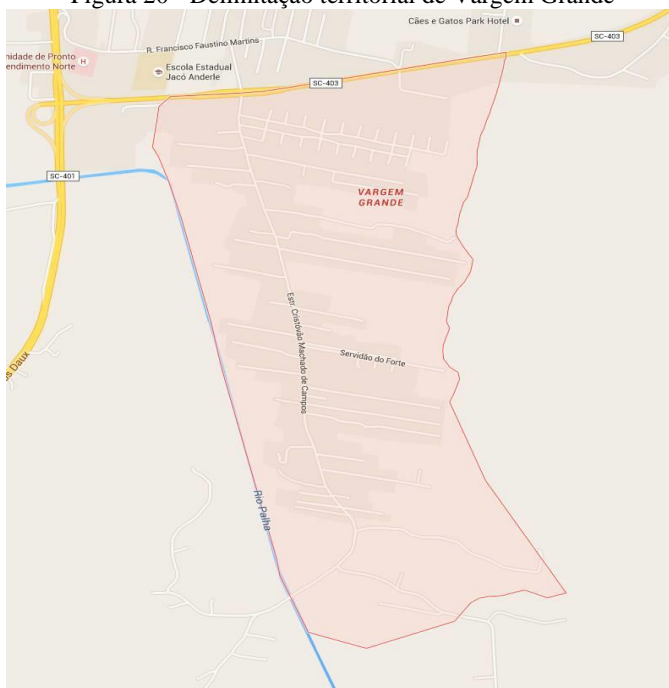 Figura 20 - Delimitação territorial de Vargem Grande
Cães e Gatos Park Hotel
SC-403
R. Francisco Faustino Martins
nidade de Pronto
endimento Norte
H
Escola Estadual
Jacó Anderle
SC-403
SC-401
VARGEM
GRANDE
Estr. Cristóvão Machado de Campos
Servidão do Forte
os Daux
Rio Palha